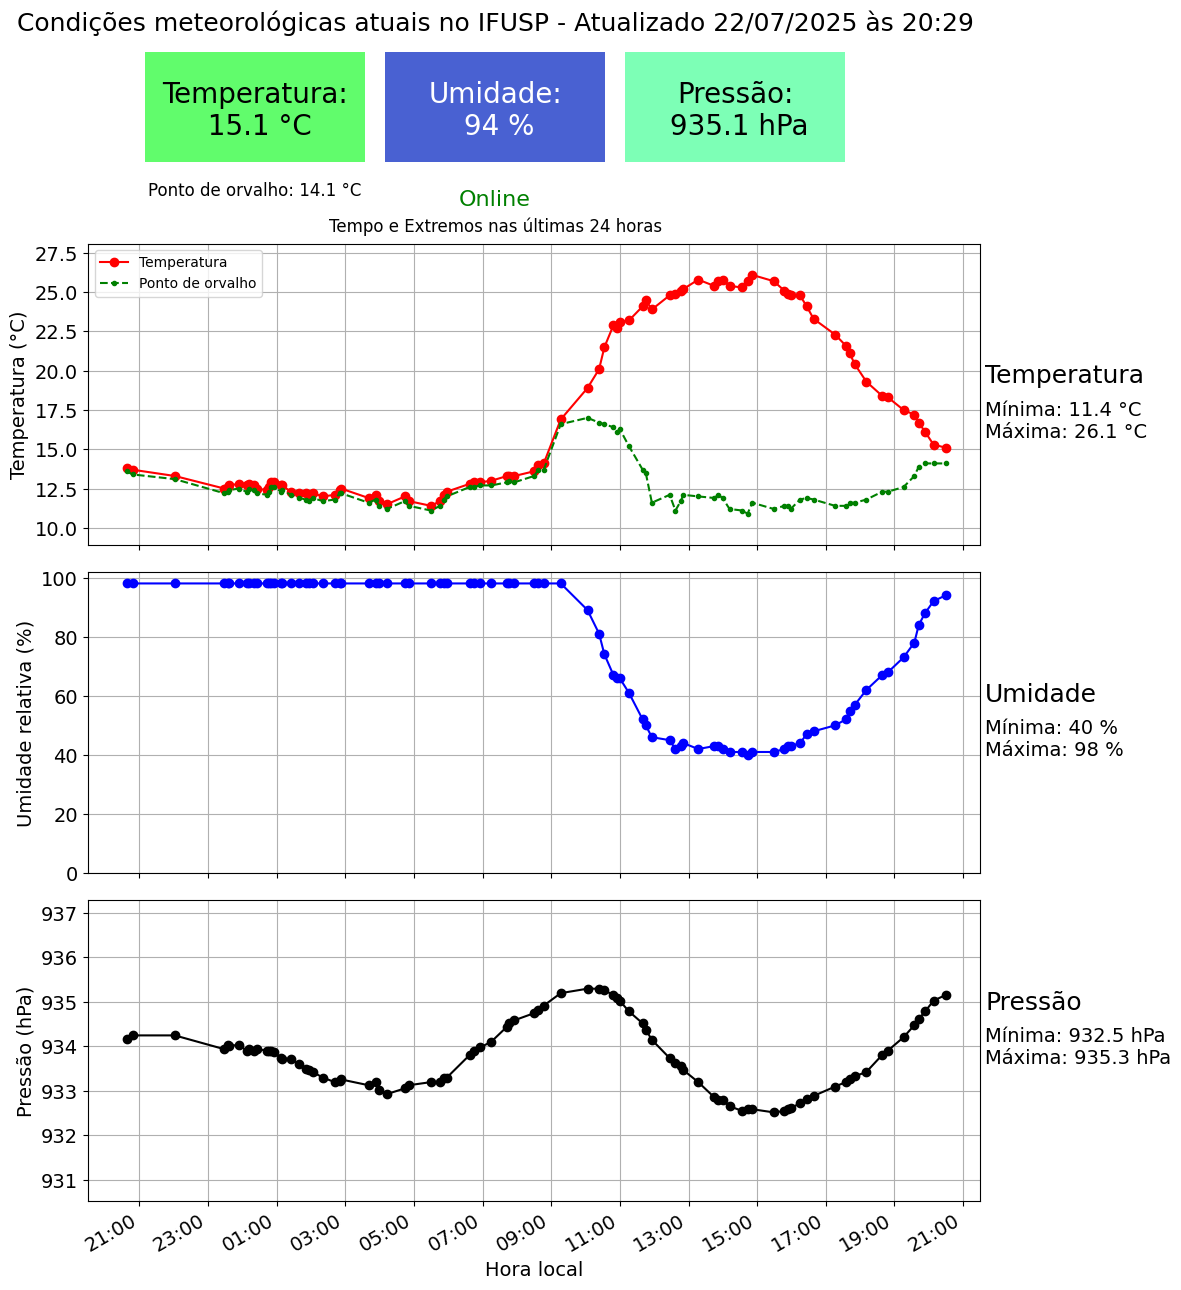 Condições meteorológicas atuais no IFUSP - Atualizado 22/07/2025 às 20:29
Temperatura:
15.1 °C
Umidade:
94 %
Pressão:
935.1 hPa
Ponto de orvalho: 14.1 °C
Online
Tempo e Extremos nas últimas 24 horas
Temperatura (°C)
27.5
25.0
22.5
20.0
17.5
15.0
12.5
10.0
Temperatura
Ponto de orvalho
Temperatura
Mínima: 11.4 °C
Máxima: 26.1 °C
Umidade relativa (%)
100
80
60
40
20
0
Umidade
Mínima: 40 %
Máxima: 98 %
Pressão (hPa)
937
936
935
934
933
932
931
Pressão
Mínima: 932.5 hPa
Máxima: 935.3 hPa
21:00 23:00 01:00 03:00 05:00 07:00 09:00 11:00 13:00 15:00 17:00 19:00 21:00
Hora local